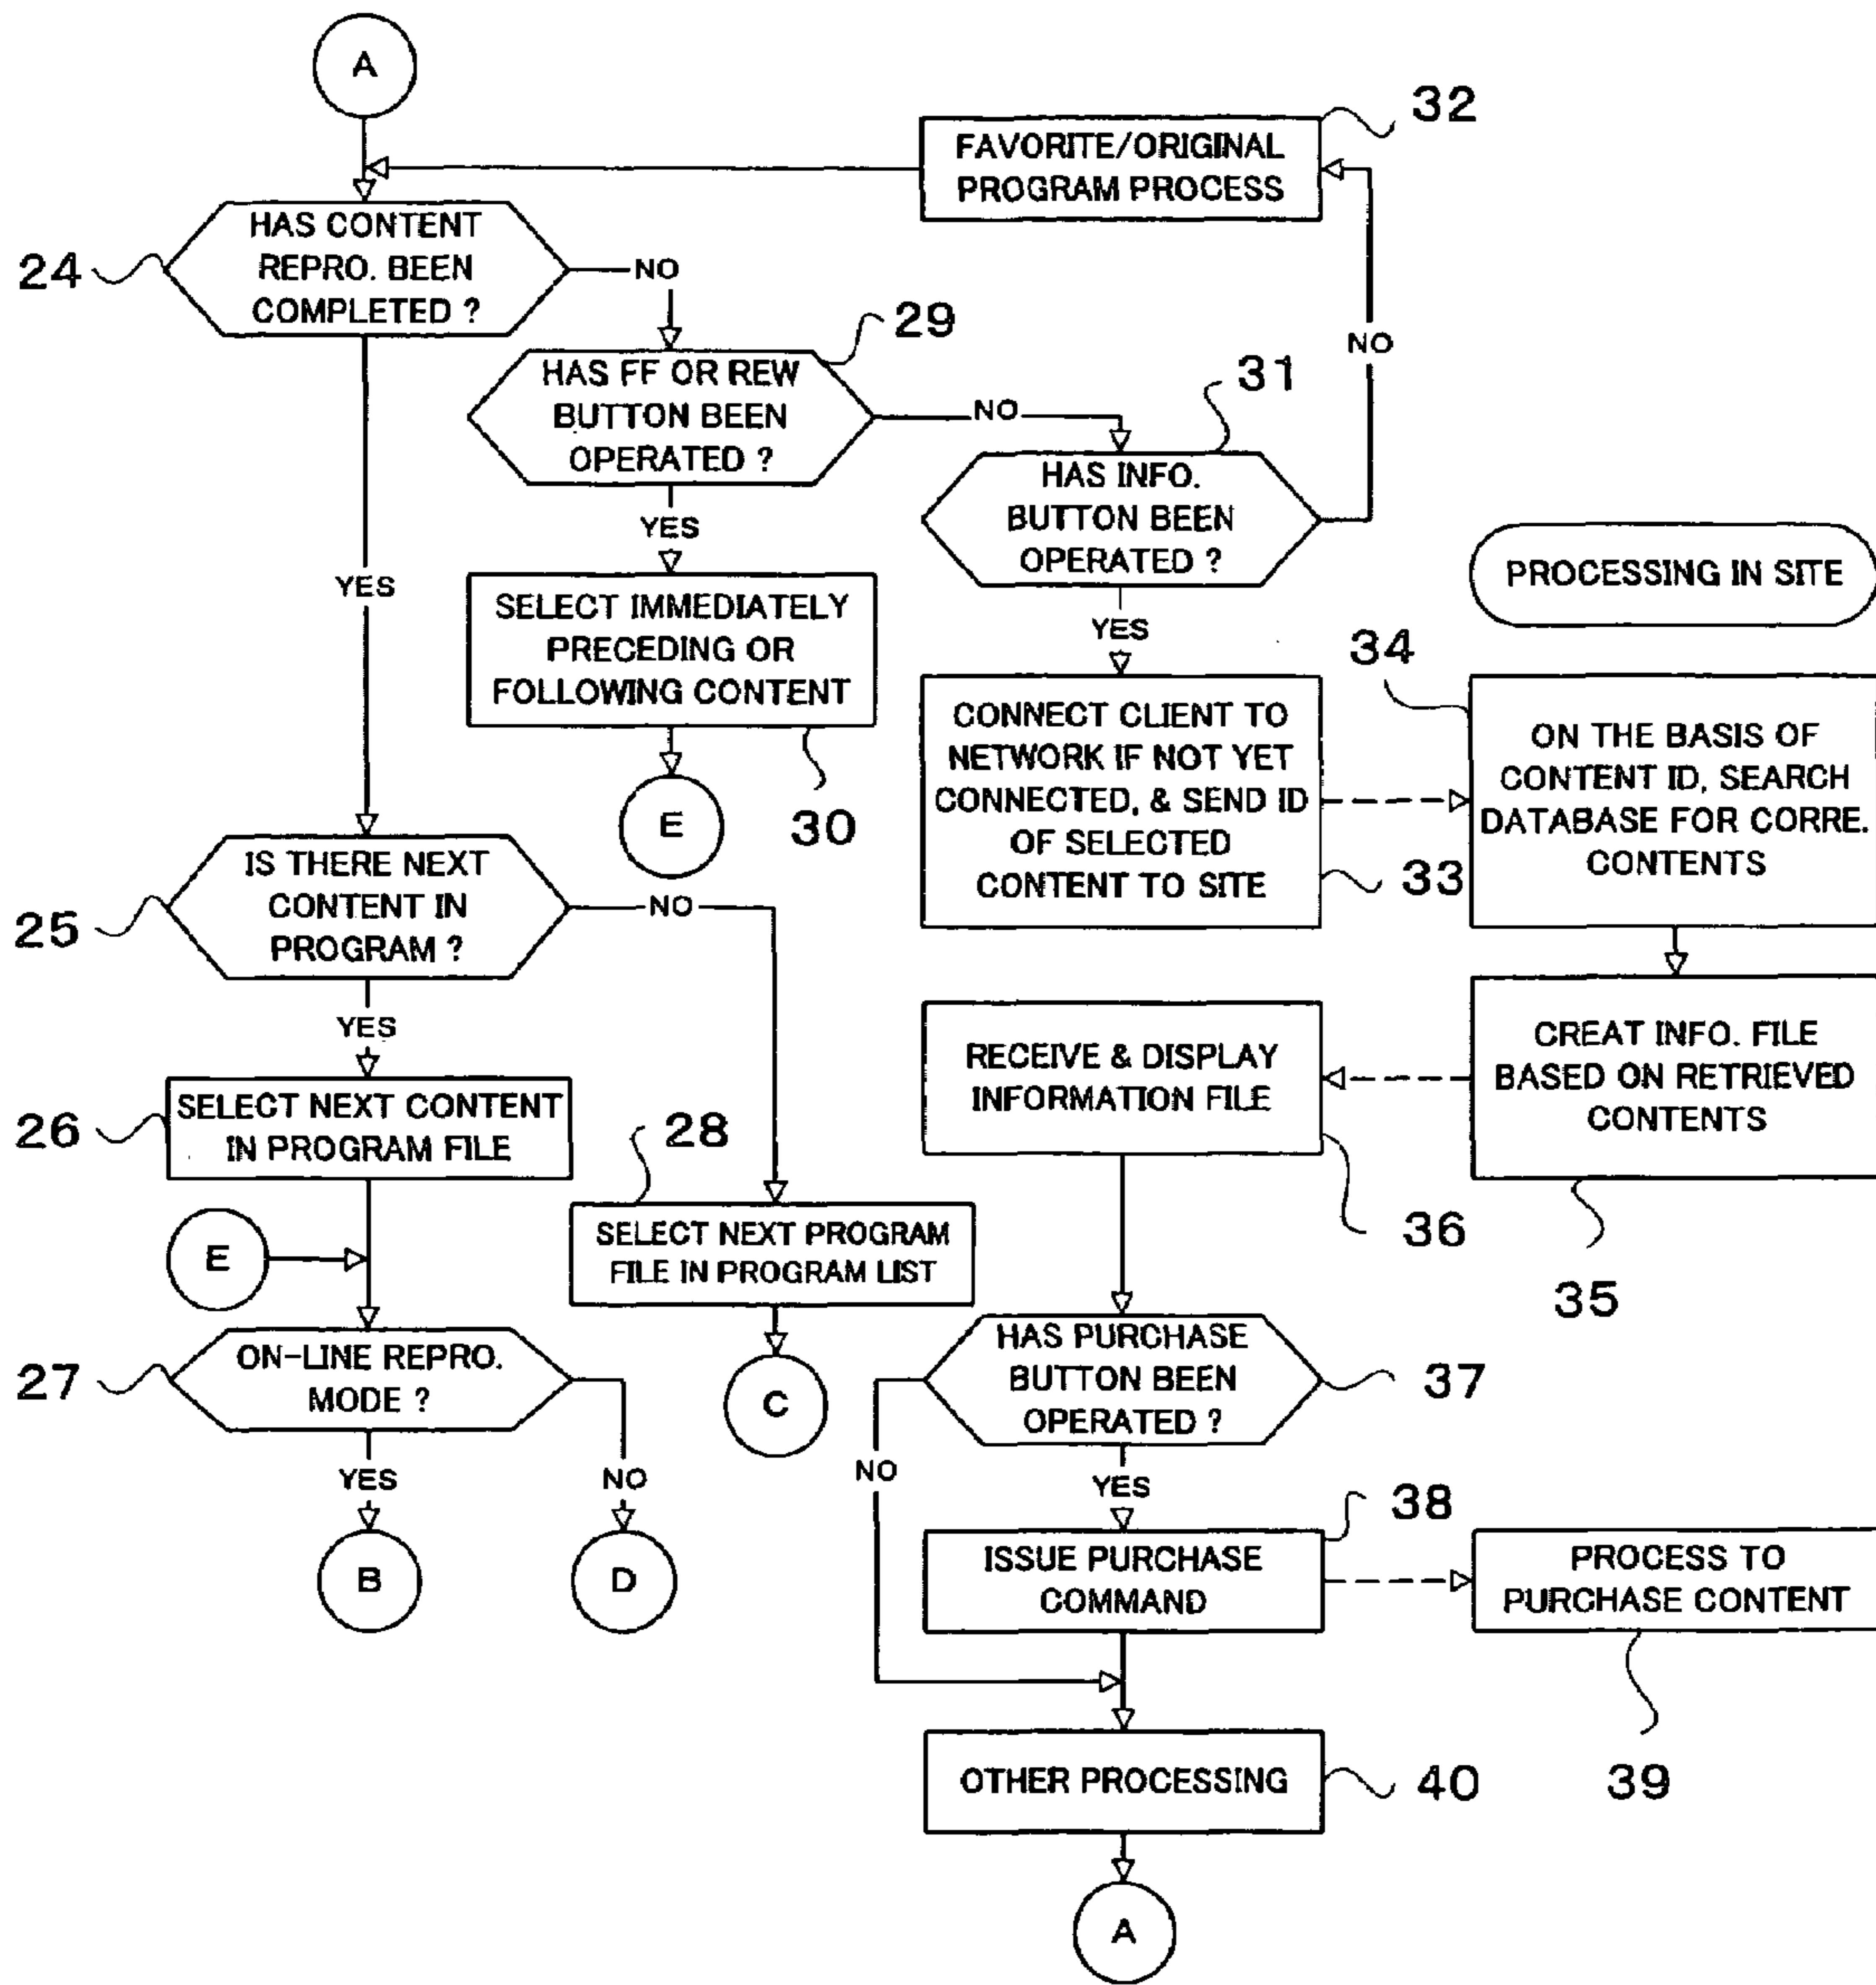 A
32
FAVORITE/ORIGINAL
PROGRAM PROCESS
24
HAS CONTENT
REPRO. BEEN
COMPLETED ?
NO
29
HAS FF OR REW
BUTTON BEEN
OPERATED ?
NO
31
HAS INFO.
BUTTON BEEN
OPERATED ?
NO
YES
YES
YES
PROCESSING IN SITE
SELECT IMMEDIATELY
PRECEDING OR
FOLLOWING CONTENT
30
E
CONNECT CLIENT TO
NETWORK IF NOT YET
CONNECTED, & SEND ID
OF SELECTED
CONTENT TO SITE
33
34
ON THE BASIS OF
CONTENT ID, SEARCH
DATABASE FOR CORRE.
CONTENTS
25
IS THERE NEXT
CONTENT IN
PROGRAM ?
NO
YES
RECEIVE & DISPLAY
INFORMATION FILE
36
CREAT INFO. FILE
BASED ON RETRIEVED
CONTENTS
35
26
SELECT NEXT CONTENT
IN PROGRAM FILE
28
SELECT NEXT PROGRAM
FILE IN PROGRAM LIST
C
E
27
ON-LINE REPRO.
MODE ?
YES
NO
B
D
HAS PURCHASE
BUTTON BEEN
OPERATED ?
37
NO
YES
38
ISSUE PURCHASE
COMMAND
PROCESS TO
PURCHASE CONTENT
39
OTHER PROCESSING
40
A